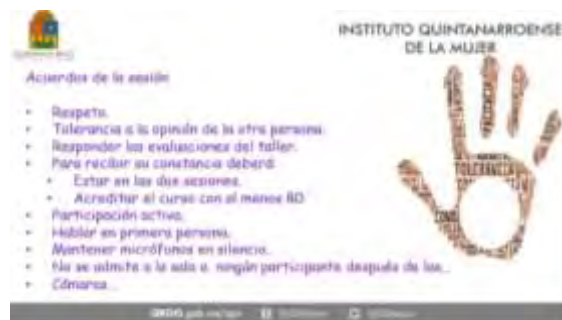 INSTITUTO QUINTANARROENSE
DE LA MUJER
Acuerdos de la sesión
• Respeto.
• Tolerancia a la opinión de la otra persona.
• Responder las evaluaciones del taller.
• Para recibir su constancia deberá:
• Estar en las dos sesiones.
• Acreditar el curso con al menos 80
• Participación activa.
• Hablar en primera persona.
• Mantener micrófonos en silencio.
• No se admite a la sala a ningún participante después de las...
• Cámaras...
TOLERANCIA